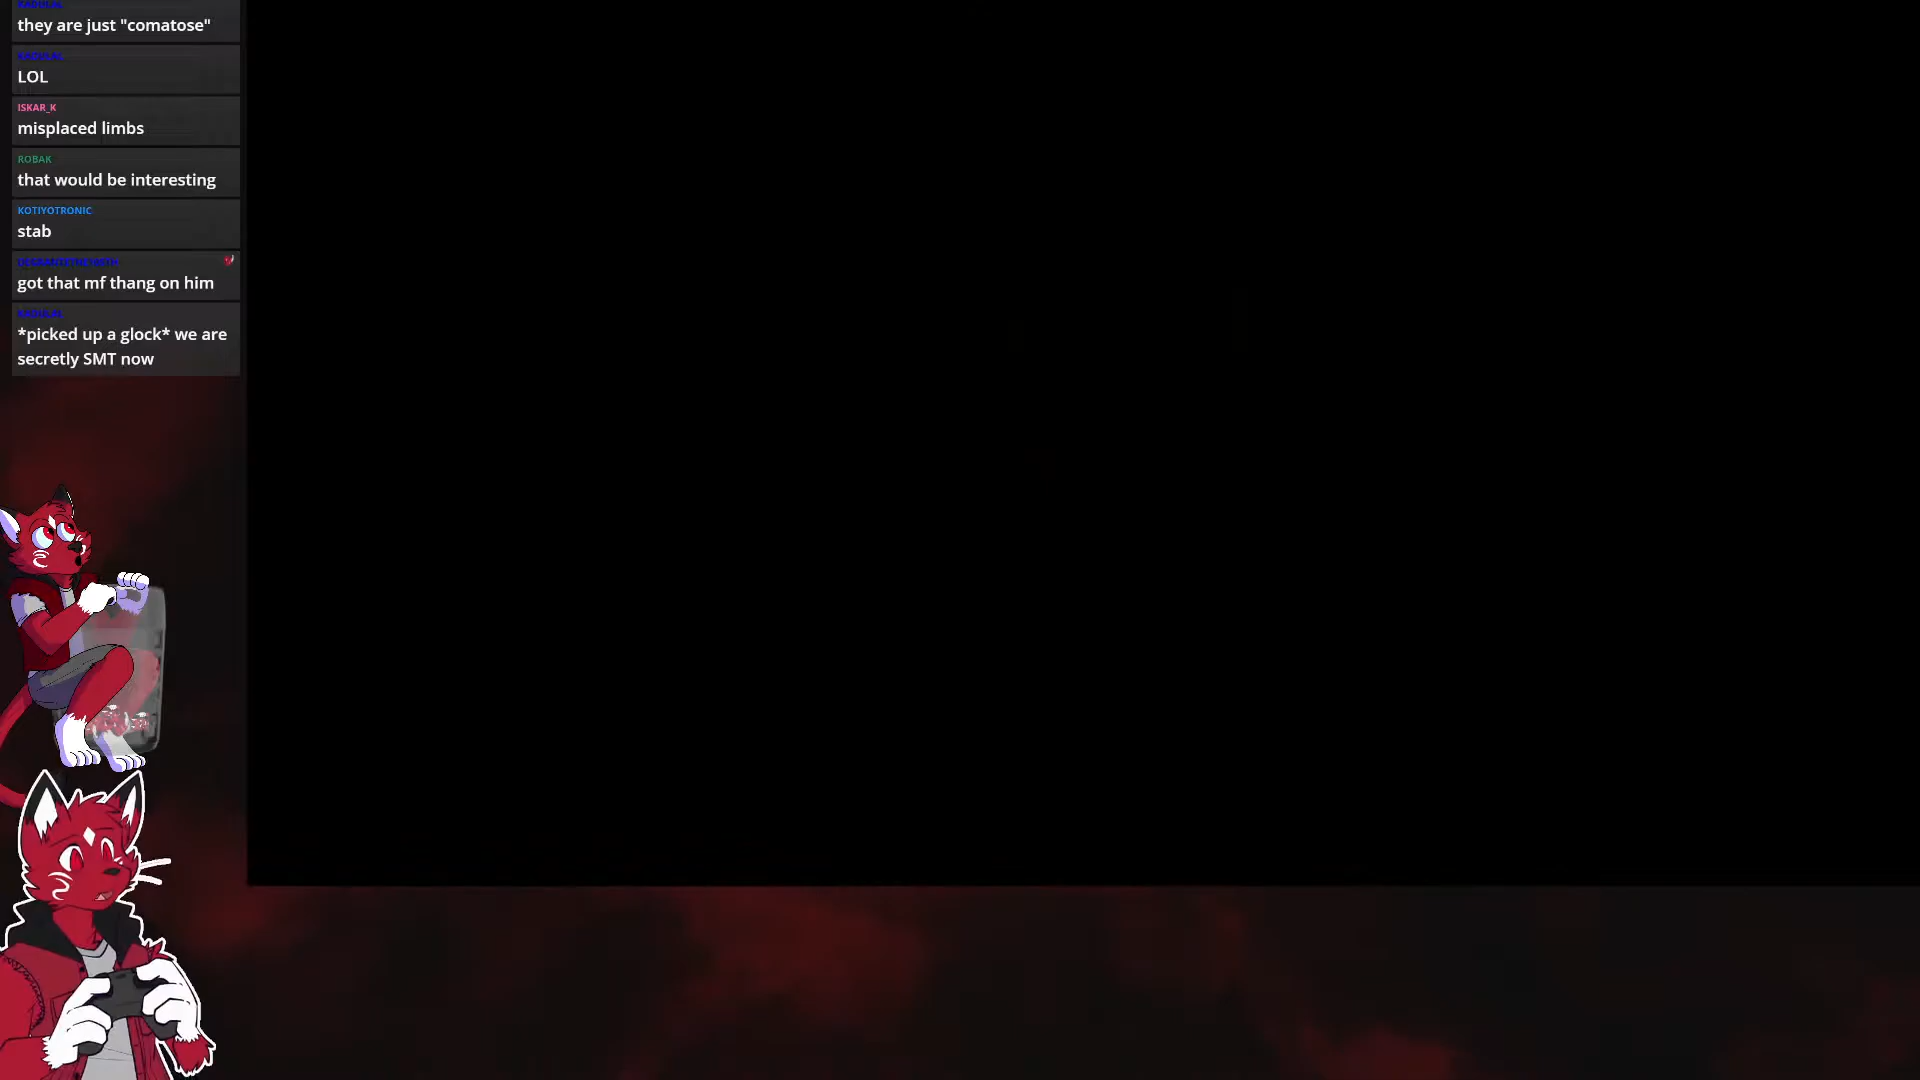 they are just "comatose"
LOL
ISKAR_K
misplaced limbs
ROBAK
that would be interesting
KOTIYOTRONIC
stab
got that mf thang on him
*picked up a glock* we are
secretly SMT now